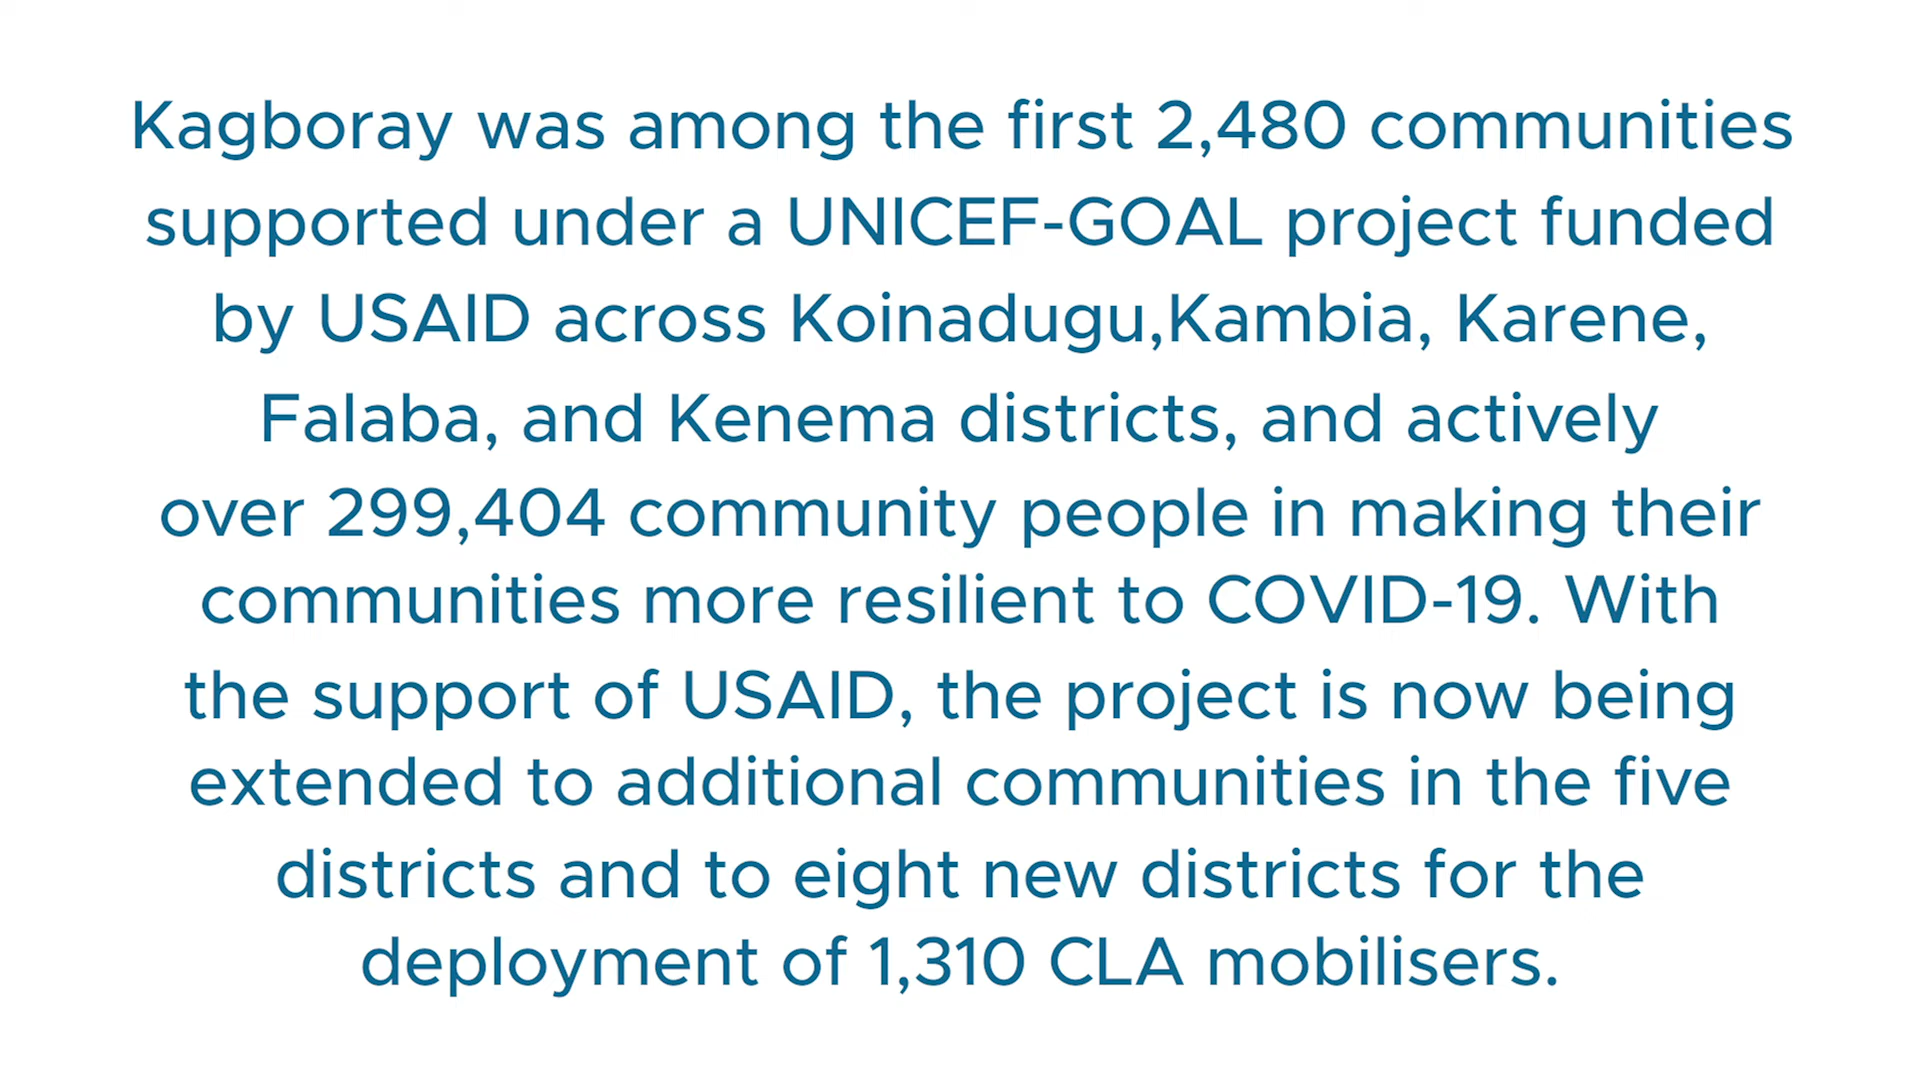 Kagboray was among the first 2,480 communities
supported under a UNICEF-GOAL project funded
by USAID across Koinadugu,Kambia, Karene,
Falaba, and Kenema districts, and actively
over 299,404 community people in making their
communities more resilient to COVID-19. With
the support of USAID, the project is now being
extended to additional communities in the five
districts and to eight new districts for the
deployment of 1,310 CLA mobilisers.